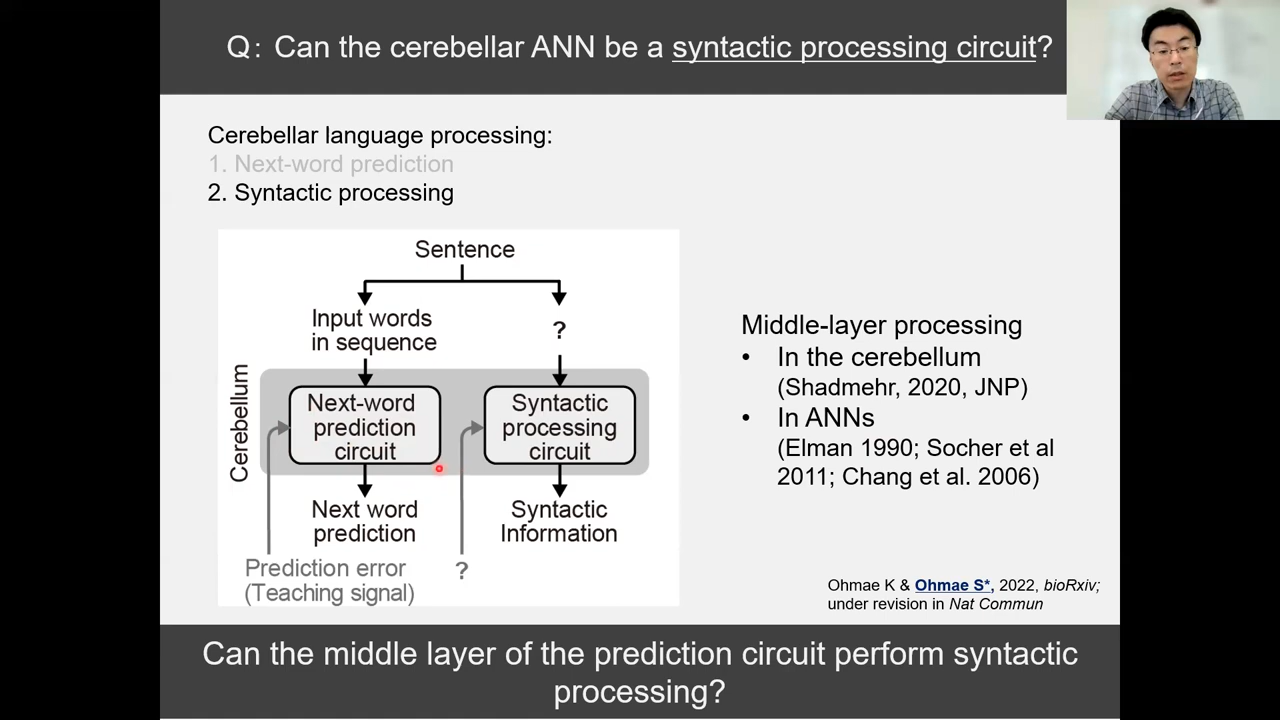 Q: Can the cerebellar ANN be a syntactic processing circuit?
Cerebellar language processing:
1. Next-word prediction
2. Syntactic processing
Sentence
Input words
in sequence
?
Cerebellum
Next-word
prediction
circuit
Syntactic
processing
circuit
Next word
prediction
Syntactic
Information
Prediction error
(Teaching signal)
?
Middle-layer processing
• In the cerebellum
(Shadmehr, 2020, JNP)
• In ANNs
(Elman 1990; Socher et al
2011; Chang et al. 2006)
Ohmae K & Ohmae S*, 2022, bioRxiv;
under revision in Nat Commun
Can the middle layer of the prediction circuit perform syntactic
processing?